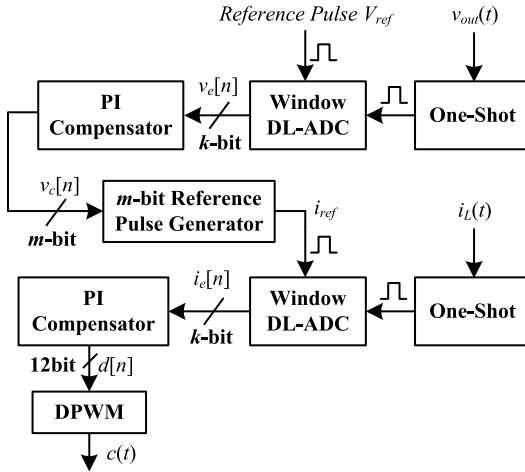 Reference Pulse V_ref
v_out(t)
PI
Compensator
v_e[n]
k-bit
Window
DL-ADC
One-Shot
v_c[n]
m-bit
m-bit Reference
Pulse Generator
i_ref
i_L(t)
PI
Compensator
i_e[n]
k-bit
Window
DL-ADC
One-Shot
12bit
d[n]
DPWM
c(t)